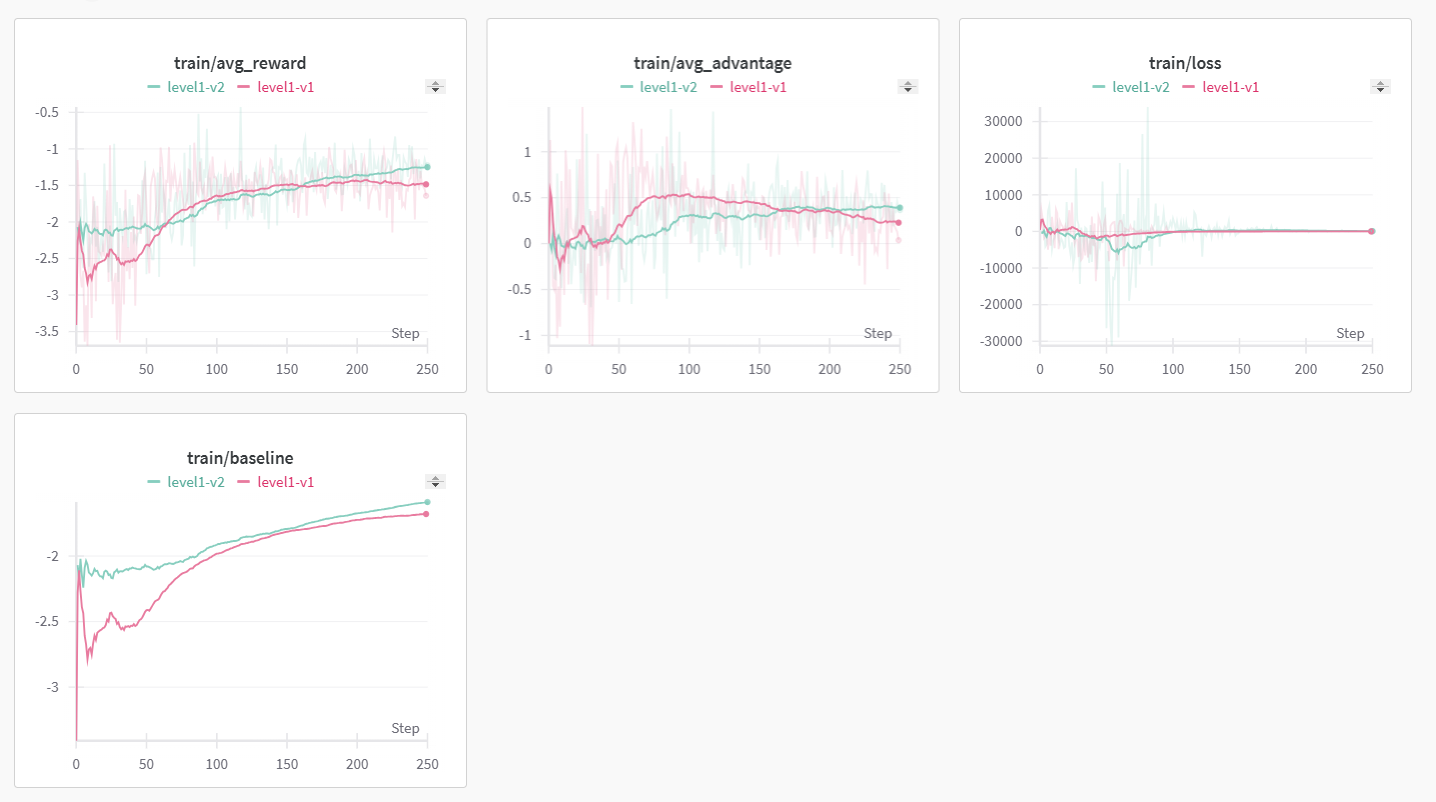 train/avg_reward
level1-v2 level1-v1
-0.5
-1
-1.5
-2
-2.5
-3
-3.5
Step
0 50 100 150 200 250
train/avg_advantage
level1-v2 level1-v1
1
0.5
0
-0.5
-1
Step
0 50 100 150 200 250
train/loss
level1-v2 level1-v1
30000
20000
10000
0
-10000
-20000
-30000
Step
0 50 100 150 200 250
train/baseline
level1-v2 level1-v1
-2
-2.5
-3
Step
0 50 100 150 200 250